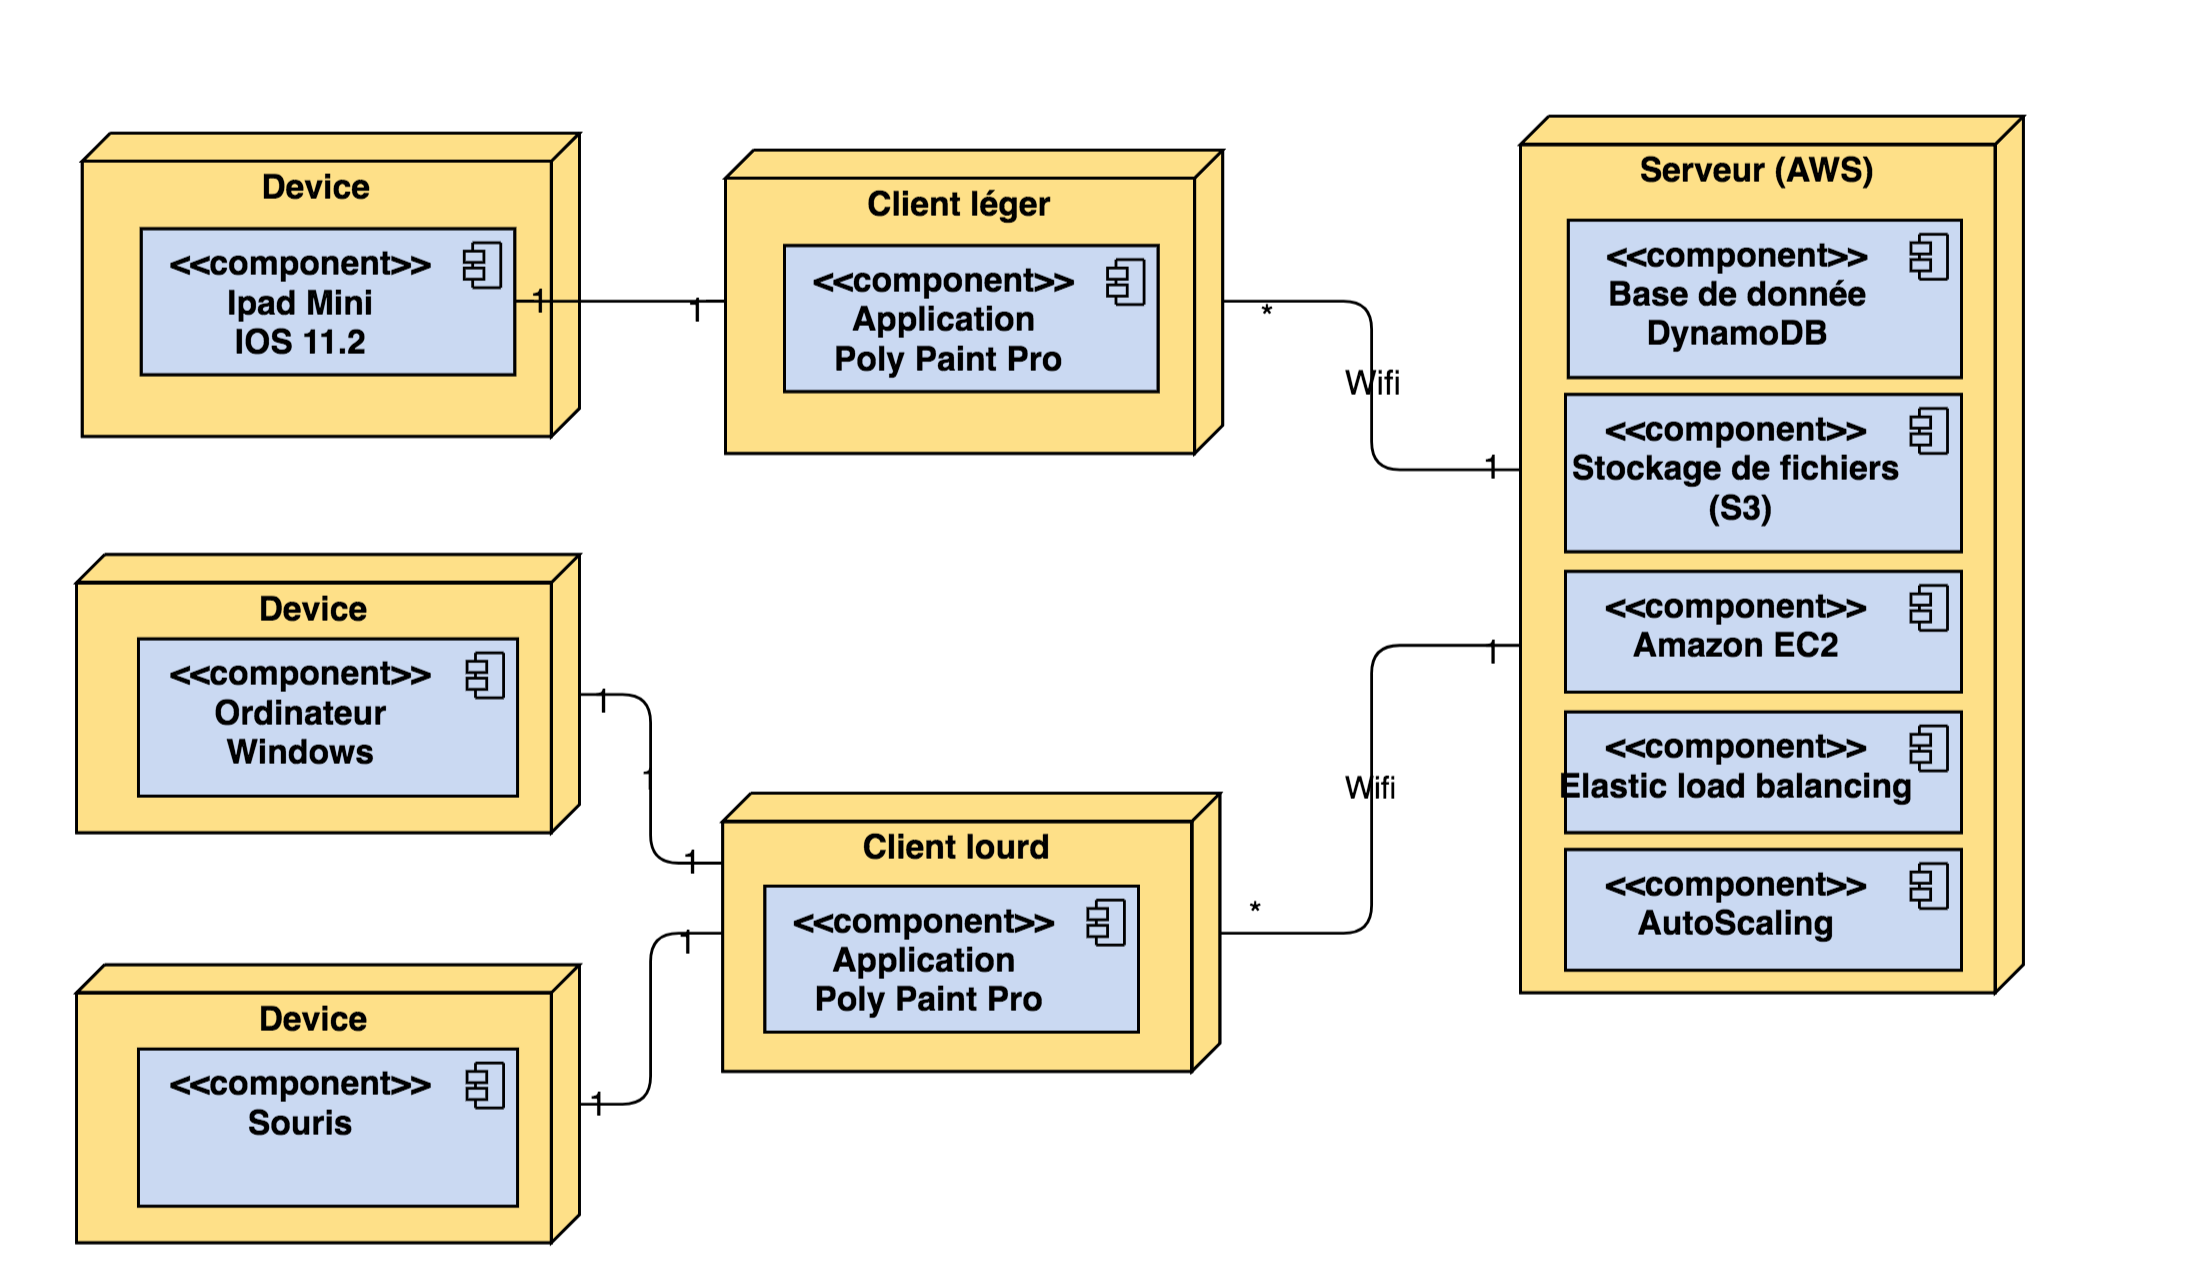 Device
<<component>>
Ipad Mini
IOS 11.2
1
1
Client léger
<<component>>
Application
Poly Paint Pro
*
Wifi
1
Serveur (AWS)
<<component>>
Base de donnée
DynamoDB
<<component>>
Stockage de fichiers
(S3)
<<component>>
Amazon EC2
<<component>>
Elastic load balancing
<<component>>
AutoScaling
Device
<<component>>
Ordinateur
Windows
1
1
1
Client lourd
<<component>>
Application
Poly Paint Pro
*
Wifi
1
Device
<<component>>
Souris
1
1